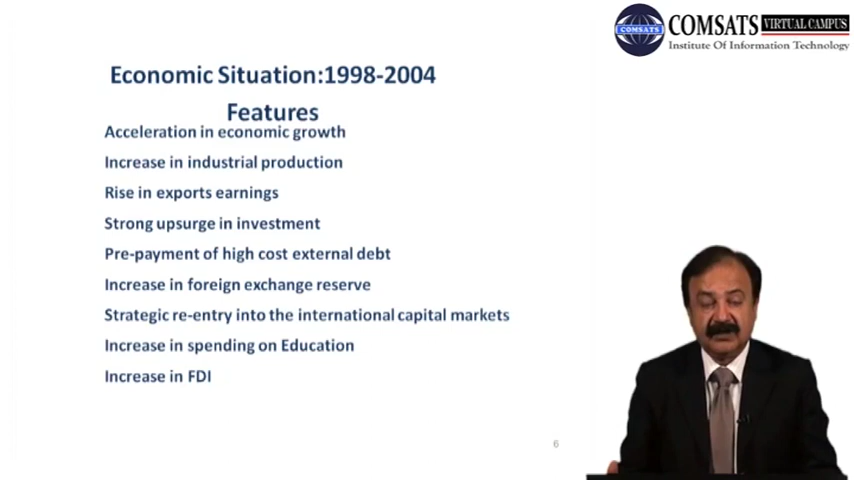 COMSATS VIRTUAL CAMPUS
Institute Of Information Technology
COMSATS
Economic Situation:1998-2004
Features
Acceleration in economic growth
Increase in industrial production
Rise in exports earnings
Strong upsurge in investment
Pre-payment of high cost external debt
Increase in foreign exchange reserve
Strategic re-entry into the international capital markets
Increase in spending on Education
Increase in FDI
6